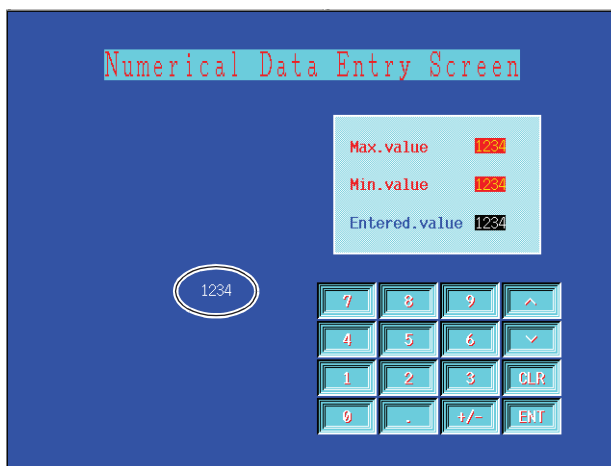 Numerical Data Entry Screen
Max.value 1234
Min.value 1234
Entered.value 1234
1234
7 8 9 ^
4 5 6 v
1 2 3 CLR
0 . +/- ENT